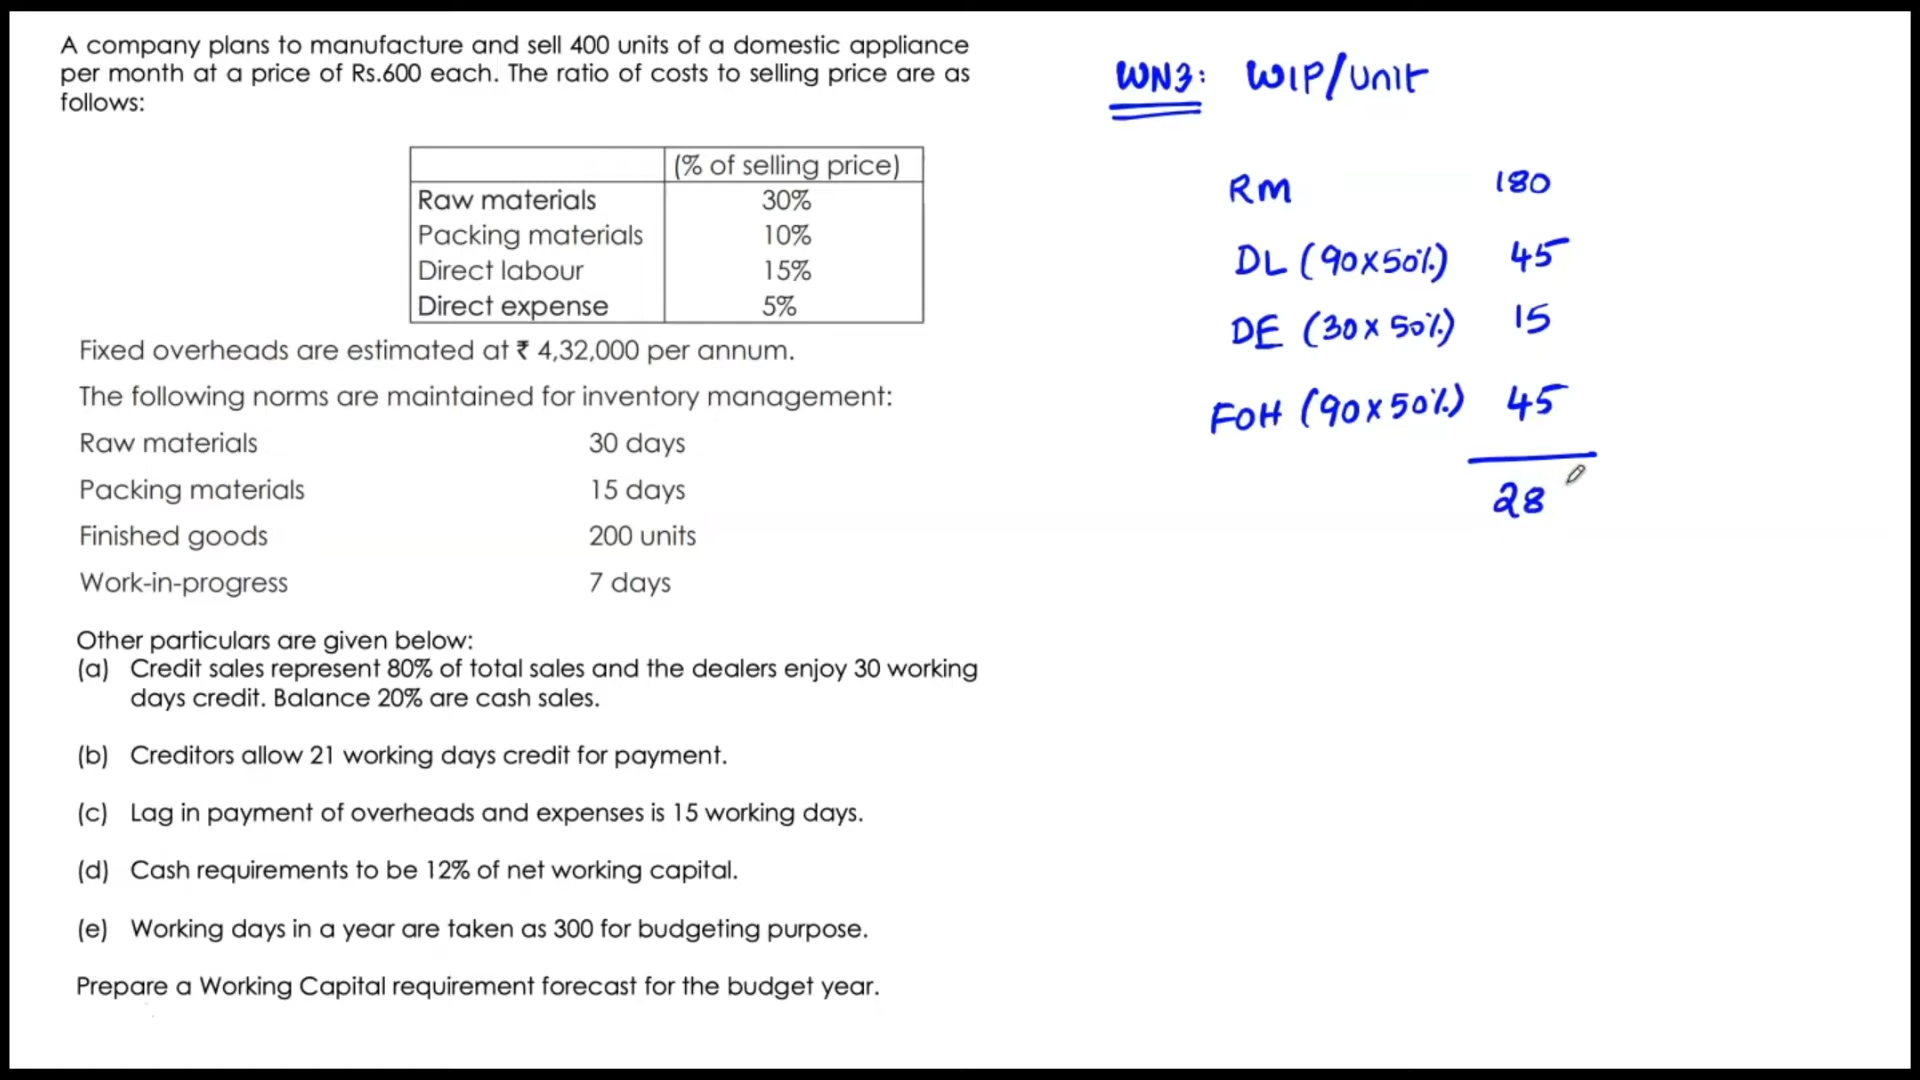 A company plans to manufacture and sell 400 units of a domestic appliance
per month at a price of Rs.600 each. The ratio of costs to selling price are as
follows:
(% of selling price)
Raw materials 30%
Packing materials 10%
Direct labour 15%
Direct expense 5%
Fixed overheads are estimated at ₹ 4,32,000 per annum.
The following norms are maintained for inventory management:
Raw materials 30 days
Packing materials 15 days
Finished goods 200 units
Work-in-progress 7 days
Other particulars are given below:
(a) Credit sales represent 80% of total sales and the dealers enjoy 30 working
days credit. Balance 20% are cash sales.
(b) Creditors allow 21 working days credit for payment.
(c) Lag in payment of overheads and expenses is 15 working days.
(d) Cash requirements to be 12% of net working capital.
(e) Working days in a year are taken as 300 for budgeting purpose.
Prepare a Working Capital requirement forecast for the budget year.
WN3: WIP/Unit
RM 180
DL (90x50%) 45
DE (30x50%) 15
FOH (90x50%) 45
28